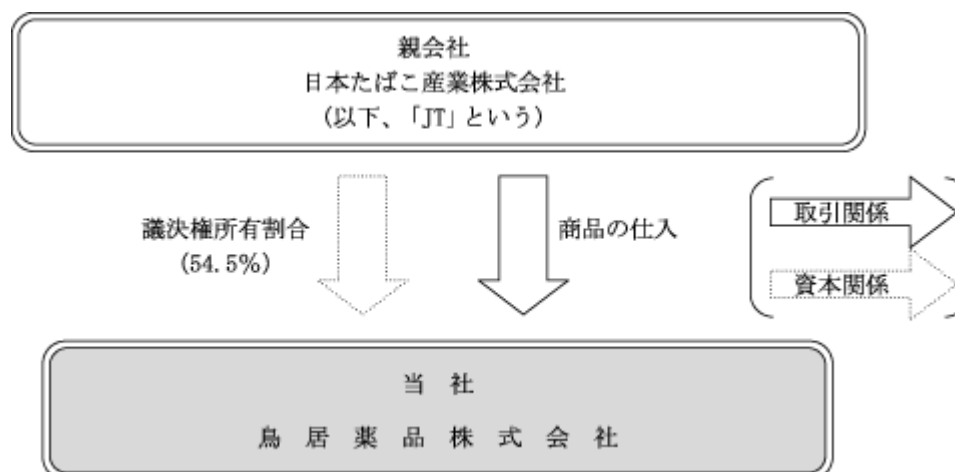 親会社
日本たばこ産業株式会社
(以下、「JT」という)
議決権所有割合
(54.5%)
商品の仕入
取引関係
資本関係
当 社
鳥 居 薬 品 株 式 会 社